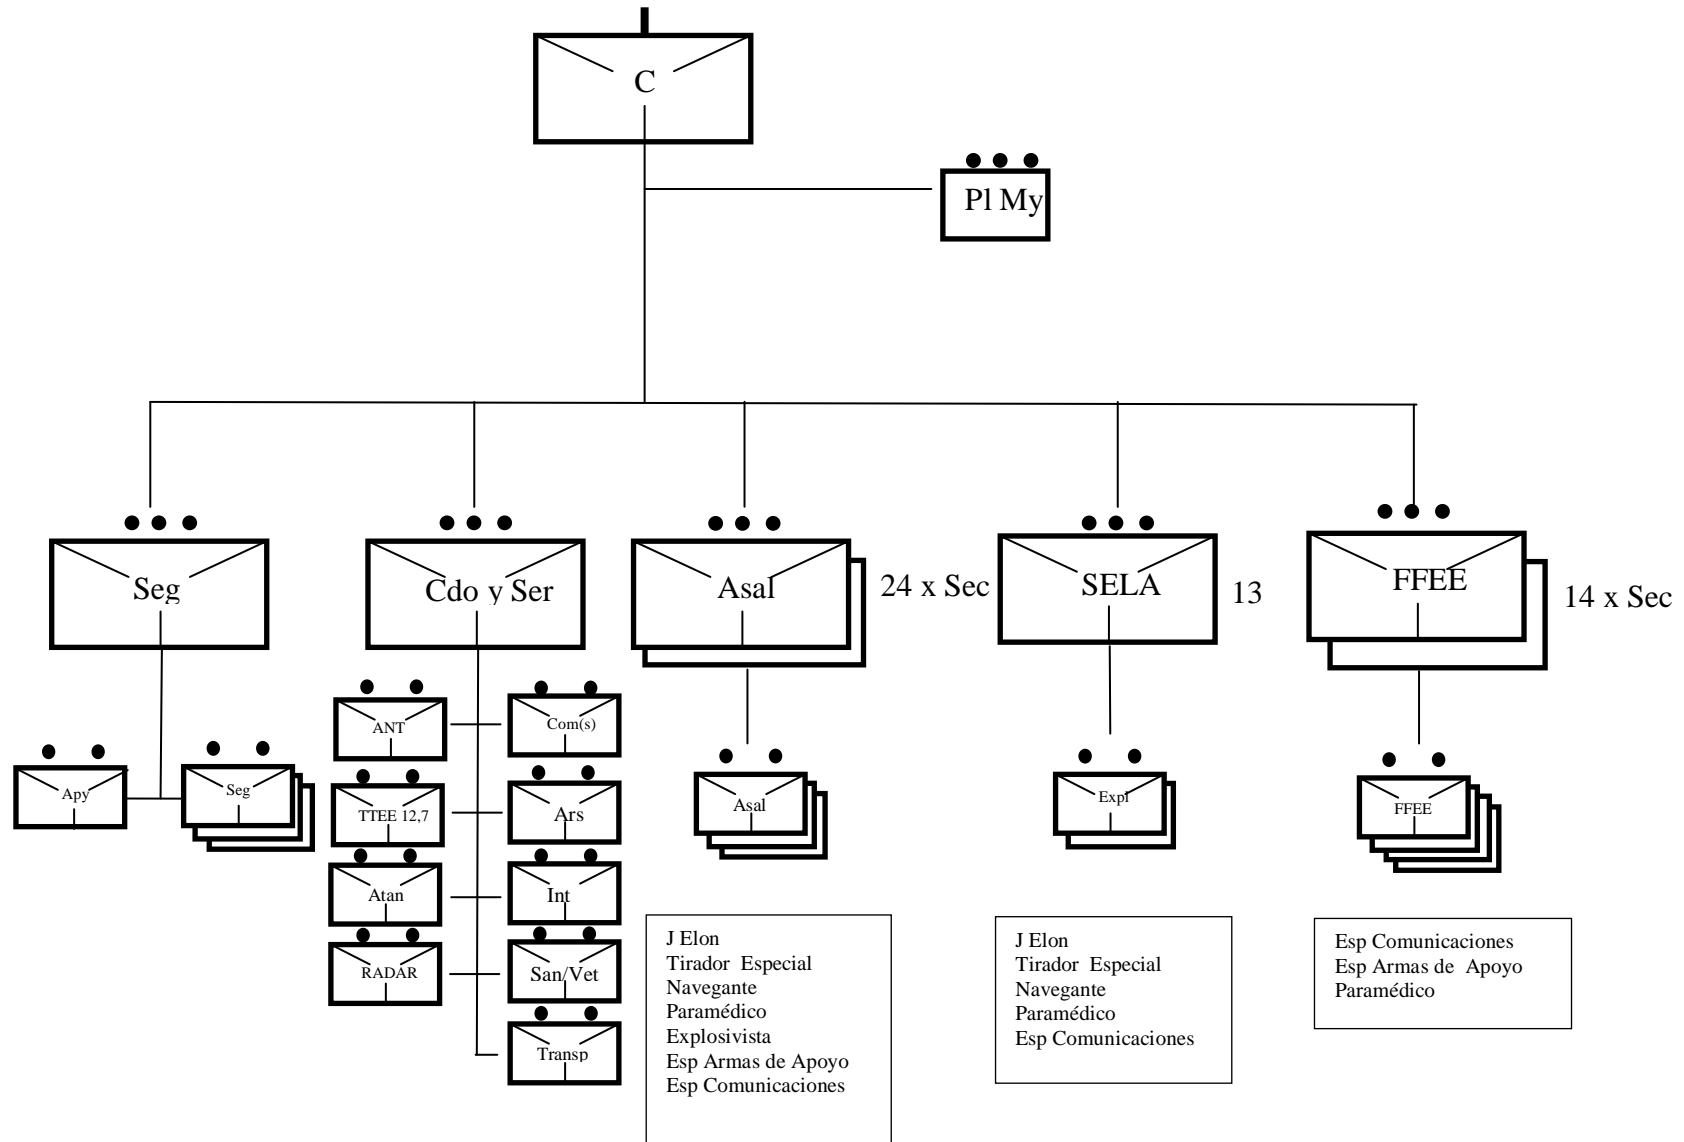 C
Pl My
Seg
Cdo y Ser
Asal
24 x Sec
SELA
13
FFEE
14 x Sec
Apy
Seg
ANT
Com(s)
TTEE 12,7
Ars
Atan
Int
RADAR
San/Vet
Transp
Asal
Expl
FFEE
J Elon
Tirador Especial
Navegante
Paramédico
Explosivista
Esp Armas de Apoyo
Esp Comunicaciones
J Elon
Tirador Especial
Navegante
Paramédico
Esp Comunicaciones
Esp Comunicaciones
Esp Armas de Apoyo
Paramédico